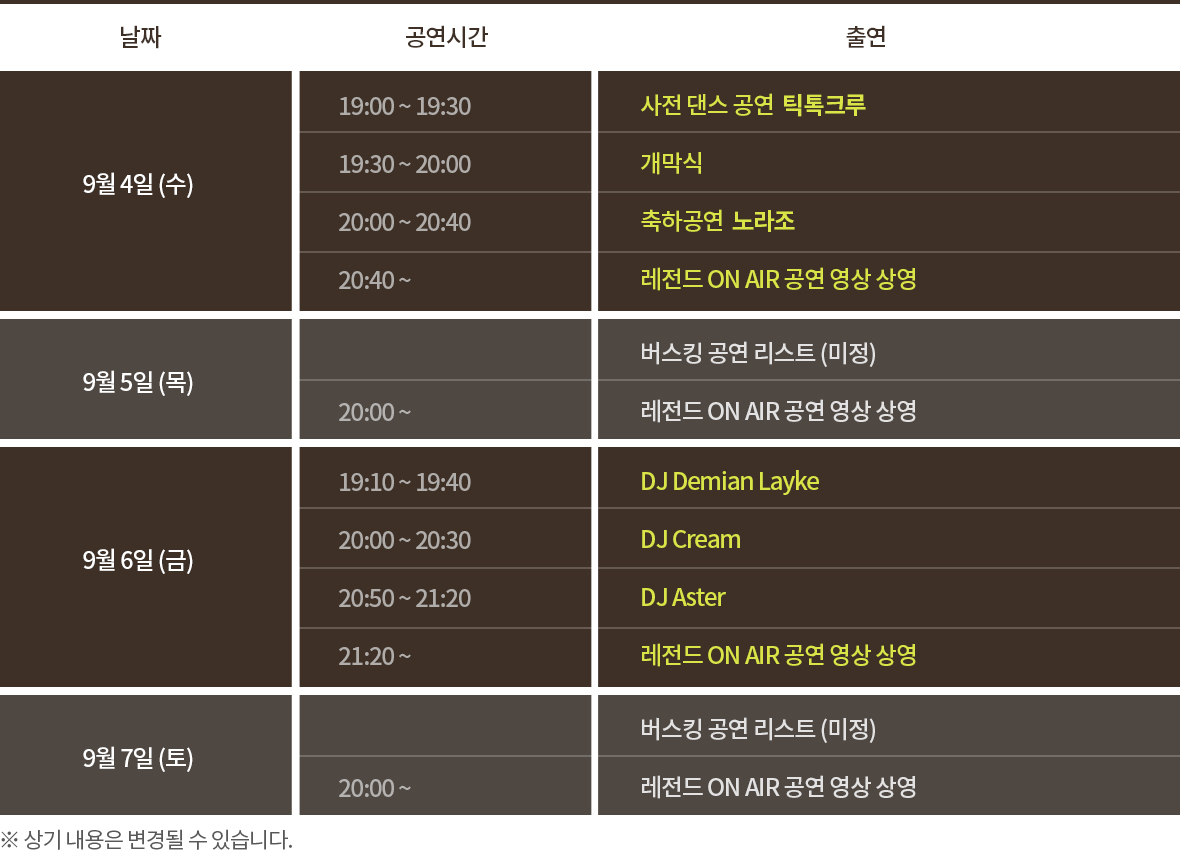 날짜 공연시간 출연
9월 4일 (수)
19:00 ~ 19:30 사전 댄스 공연 틱톡크루
19:30 ~ 20:00 개막식
20:00 ~ 20:40 축하공연 노라조
20:40 ~ 레전드 ON AIR 공연 영상 상영
9월 5일 (목)
버스킹 공연 리스트 (미정)
20:00 ~ 레전드 ON AIR 공연 영상 상영
9월 6일 (금)
19:10 ~ 19:40 DJ Demian Layke
20:00 ~ 20:30 DJ Cream
20:50 ~ 21:20 DJ Aster
21:20 ~ 레전드 ON AIR 공연 영상 상영
9월 7일 (토)
버스킹 공연 리스트 (미정)
20:00 ~ 레전드 ON AIR 공연 영상 상영
※ 상기 내용은 변경될 수 있습니다.